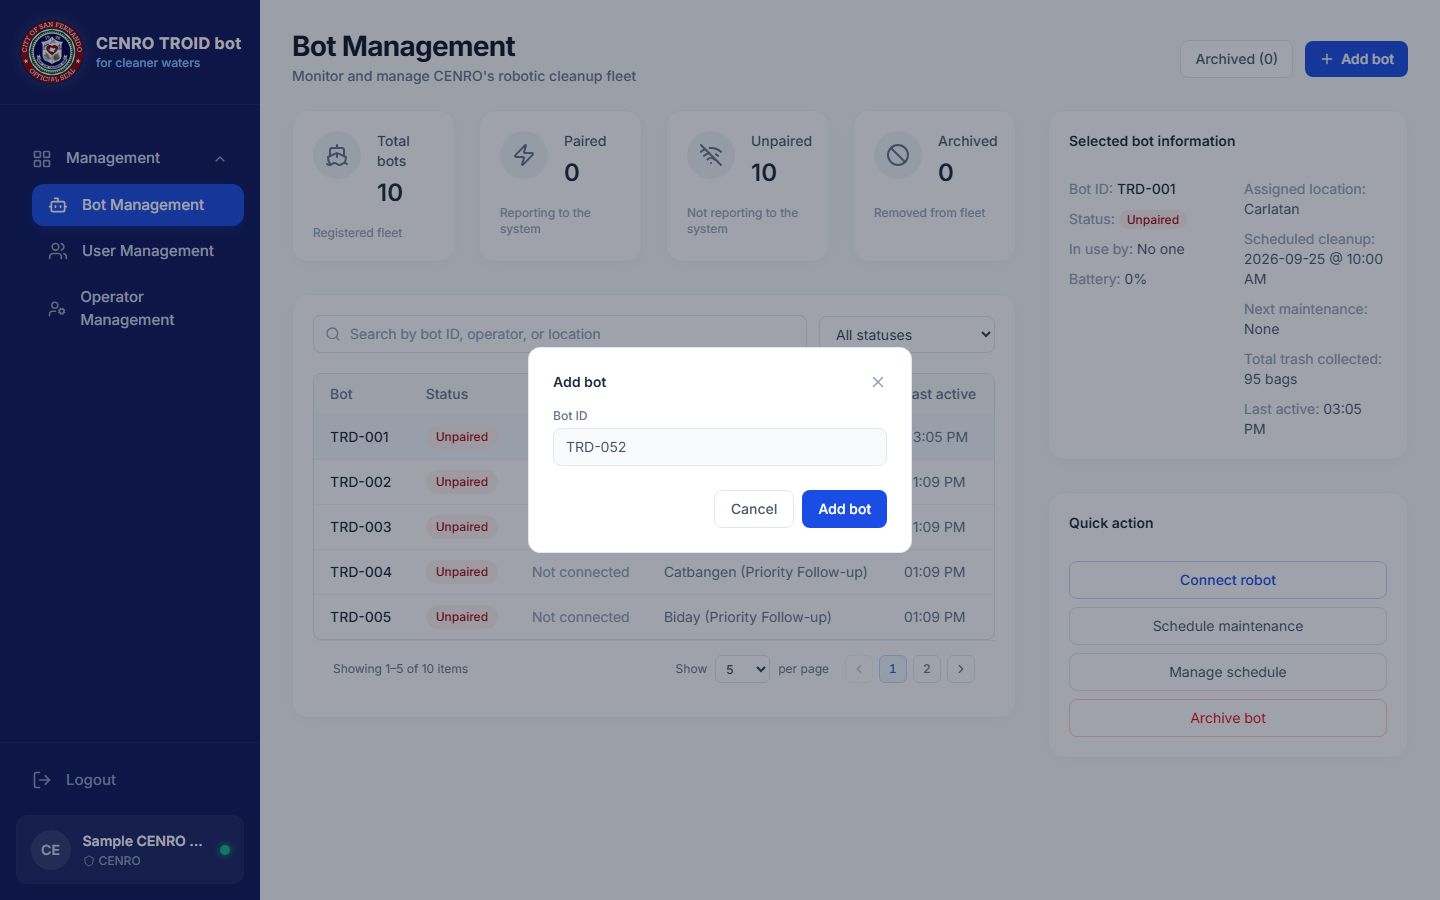 CITY OF SAN FERNANDO
OFFICIAL SEAL
CENRO TROID bot
for cleaner waters
Management
Bot Management
User Management
Operator
Management
Logout
CE
Sample CENRO ...
CENRO
Bot Management
Monitor and manage CENRO's robotic cleanup fleet
Archived (0)
+ Add bot
Total
bots
10
Registered fleet
Paired
0
Reporting to the
system
Unpaired
10
Not reporting to the
system
Archived
0
Removed from fleet
Search by bot ID, operator, or location
All statuses
Bot Status ast active
TRD-001 Unpaired 3:05 PM
TRD-002 Unpaired 1:09 PM
TRD-003 Unpaired 1:09 PM
TRD-004 Unpaired Not connected Catbangen (Priority Follow-up) 01:09 PM
TRD-005 Unpaired Not connected Biday (Priority Follow-up) 01:09 PM
Showing 1–5 of 10 items
Show 5 per page
1 2
Add bot
Bot ID
TRD-052
Cancel
Add bot
Selected bot information
Bot ID: TRD-001
Status: Unpaired
In use by: No one
Battery: 0%
Assigned location:
Carlatan
Scheduled cleanup:
2026-09-25 @ 10:00
AM
Next maintenance:
None
Total trash collected:
95 bags
Last active: 03:05
PM
Quick action
Connect robot
Schedule maintenance
Manage schedule
Archive bot